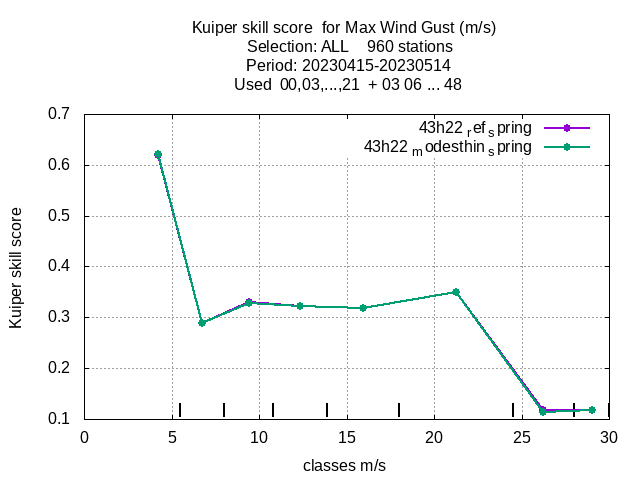 Kuiper skill score  for Max Wind Gust (m/s)
Selection: ALL    960 stations
Period: 20230415-20230514
Used  00,03,...,21  + 03 06 ... 48
43h22 ref spring
43h22 modesthin spring
Kuiper skill score
0.7
0.6
0.5
0.4
0.3
0.2
0.1
0 5 10 15 20 25 30
classes m/s